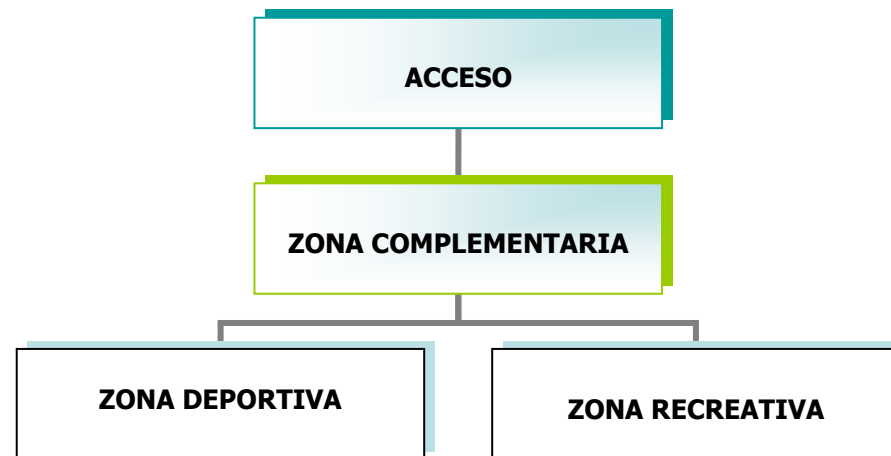 ACCESO
ZONA COMPLEMENTARIA
ZONA DEPORTIVA
ZONA RECREATIVA